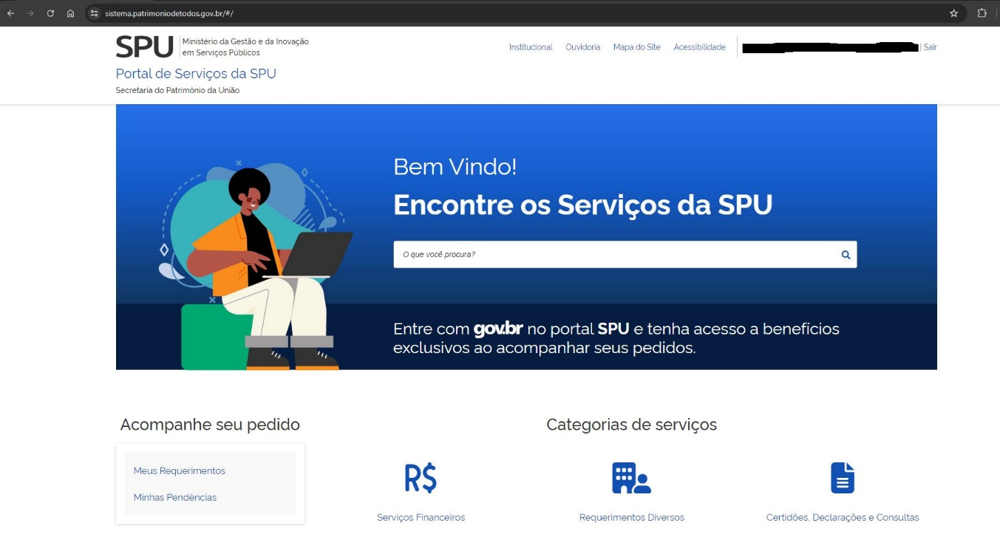 sistema.patrimoniodetodos.gov.br/#/
SPU
Ministério da Gestão e da Inovação
em Serviços Públicos
Institucional Ouvidoria Mapa do Site Acessibilidade | Sair
Portal de Serviços da SPU
Secretaria do Patrimônio da União
Bem Vindo!
Encontre os Serviços da SPU
O que você procura?
Entre com gov.br no portal SPU e tenha acesso a benefícios
exclusivos ao acompanhar seus pedidos.
Acompanhe seu pedido
Meus Requerimentos
Minhas Pendências
Categorias de serviços
R$
Serviços Financeiros
Requerimentos Diversos
Certidões, Declarações e Consultas